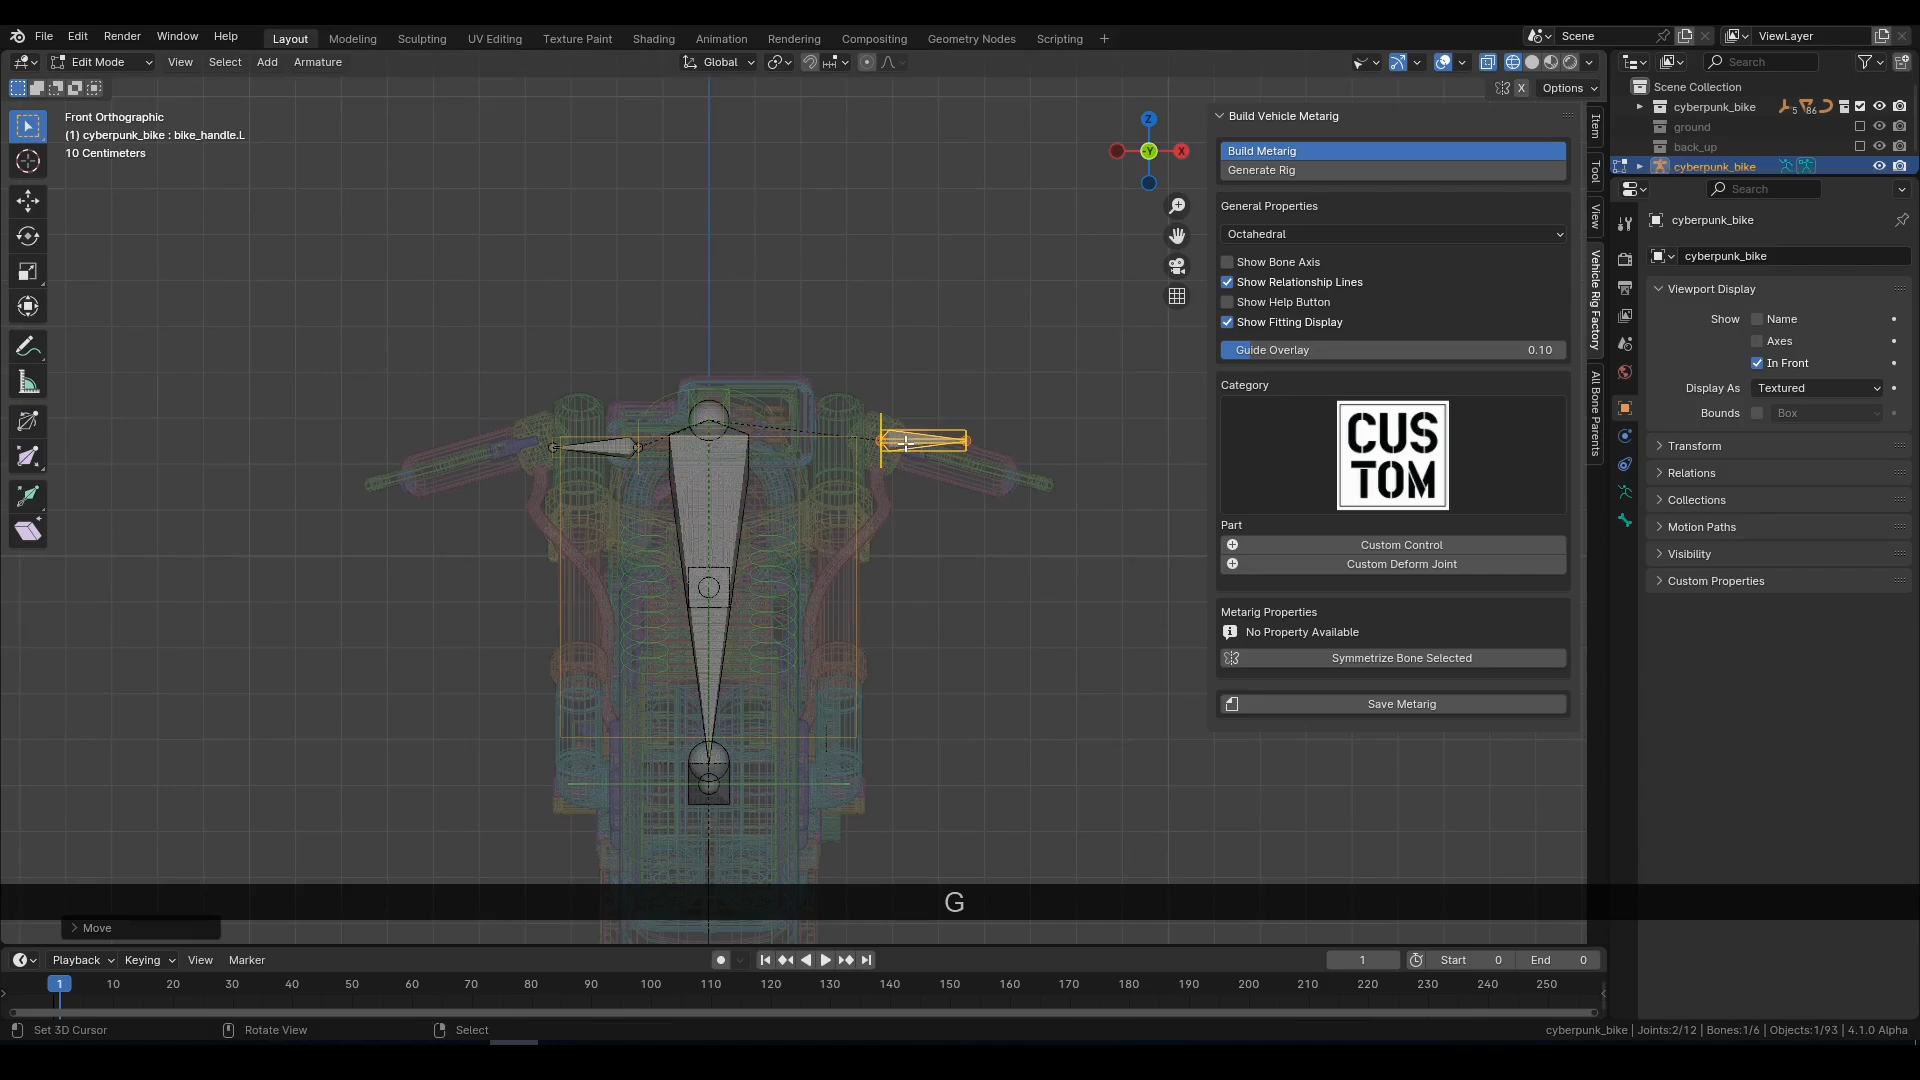 File Edit Render Window Help Layout Modeling Sculpting UV Editing Texture Paint Shading Animation Rendering Compositing Geometry Nodes Scripting + Scene ViewLayer
Edit Mode View Select Add Armature Global Search
X Options
Front Orthographic
(1) cyberpunk_bike : bike_handle.L
10 Centimeters
Z
-Y
X
Build Vehicle Metarig
Build Metarig
Generate Rig
General Properties
Octahedral
Show Bone Axis
Show Relationship Lines
Show Help Button
Show Fitting Display
Guide Overlay 0.10
Category
CUS
TOM
Part
Custom Control
Custom Deform Joint
Metarig Properties
No Property Available
Symmetrize Bone Selected
Save Metarig
Item
Tool
View
Vehicle Rig Factory
All Bone Parents
Scene Collection
cyberpunk_bike 5 86
ground
back_up
cyberpunk_bike
Search
cyberpunk_bike
cyberpunk_bike
Viewport Display
Show Name
Axes
In Front
Display As Textured
Bounds Box
Transform
Relations
Collections
Motion Paths
Visibility
Custom Properties
G
Move
Playback Keying View Marker 1 Start 0 End 0
1 10 20 30 40 50 60 70 80 90 100 110 120 130 140 150 160 170 180 190 200 210 220 230 240 250
Set 3D Cursor Rotate View Select cyberpunk_bike | Joints:2/12 | Bones:1/6 | Objects:1/93 | 4.1.0 Alpha